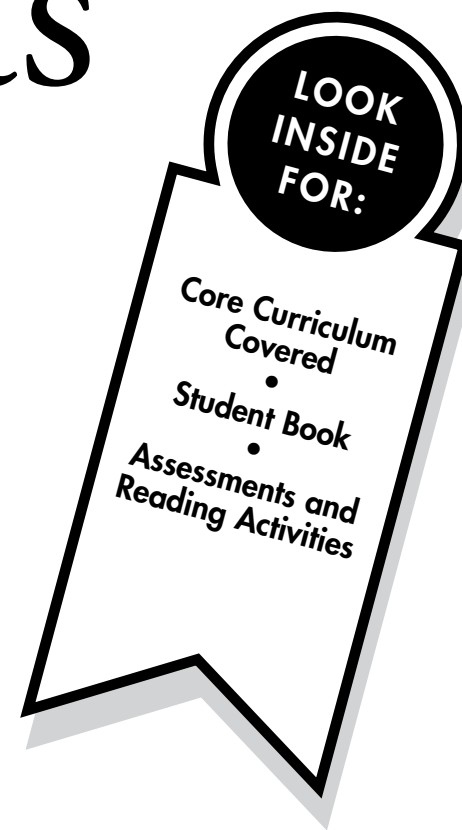 LOOK
INSIDE
FOR:
Core Curriculum
Covered
•
Student Book
•
Assessments and
Reading Activities